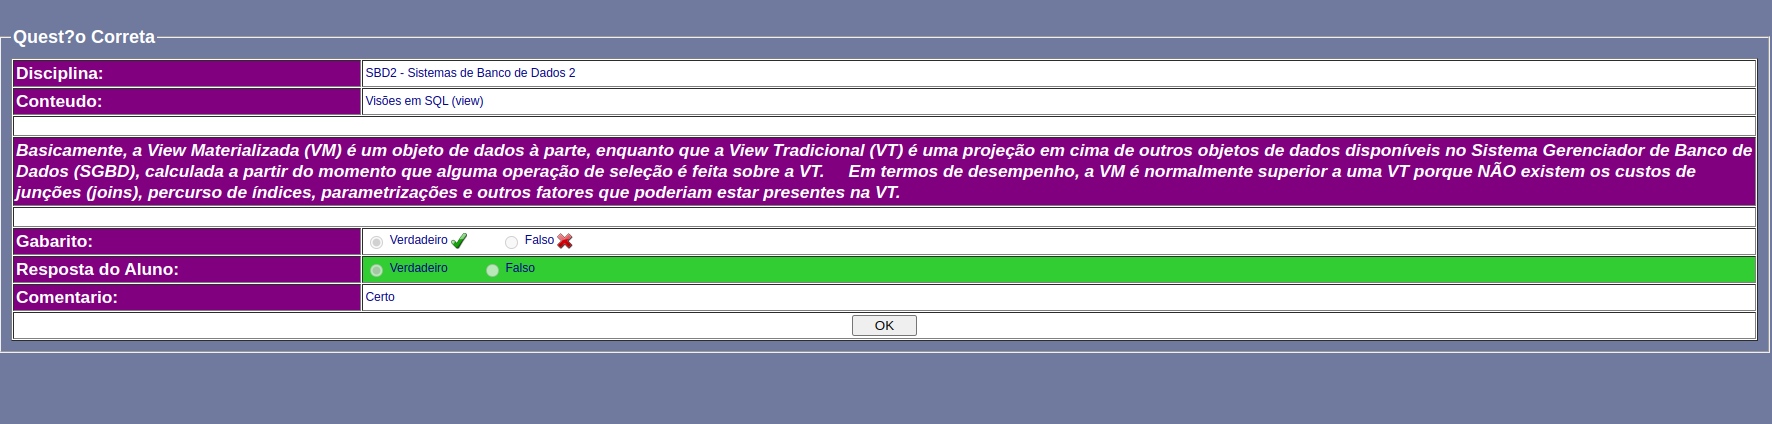 Quest?o Correta
Disciplina: SBD2 - Sistemas de Banco de Dados 2
Conteudo: Visões em SQL (view)
Basicamente, a View Materializada (VM) é um objeto de dados à parte, enquanto que a View Tradicional (VT) é uma projeção em cima de outros objetos de dados disponíveis no Sistema Gerenciador de Banco de
Dados (SGBD), calculada a partir do momento que alguma operação de seleção é feita sobre a VT. Em termos de desempenho, a VM é normalmente superior a uma VT porque NÃO existem os custos de
junções (joins), percurso de índices, parametrizações e outros fatores que poderiam estar presentes na VT.
Gabarito: Verdadeiro Falso
Resposta do Aluno: Verdadeiro Falso
Comentario: Certo
OK